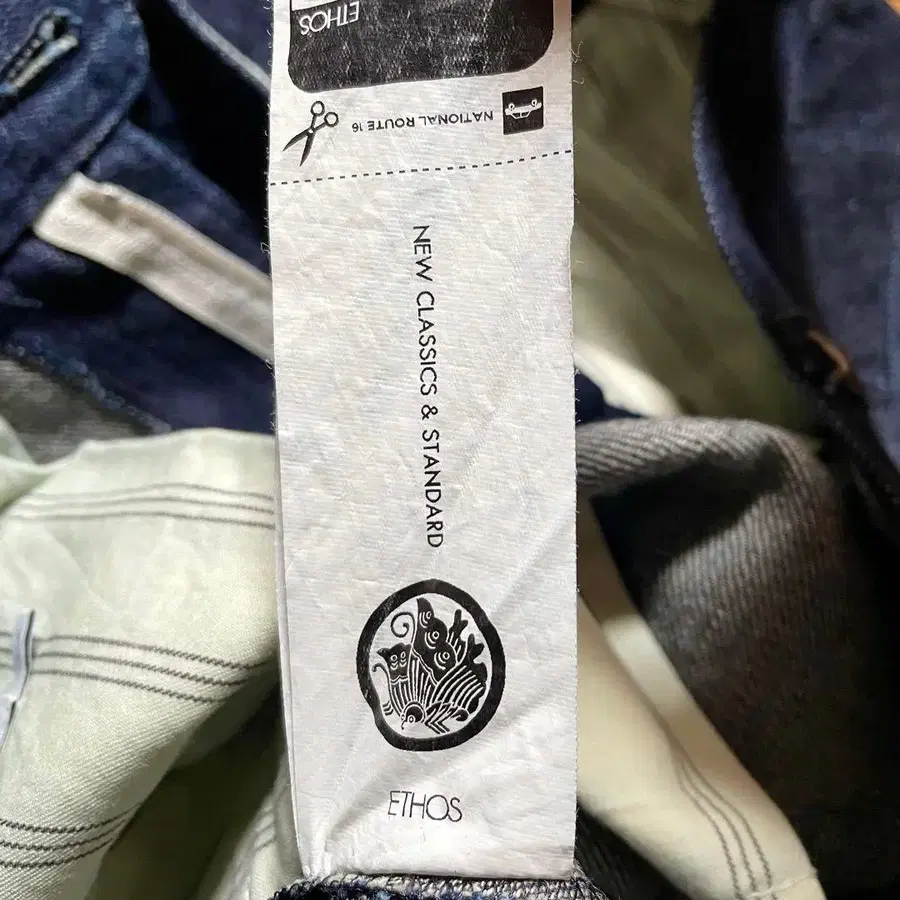 ETHOS
NATIONAL ROUTE 16
NEW CLASSICS & STANDARD
ETHOS